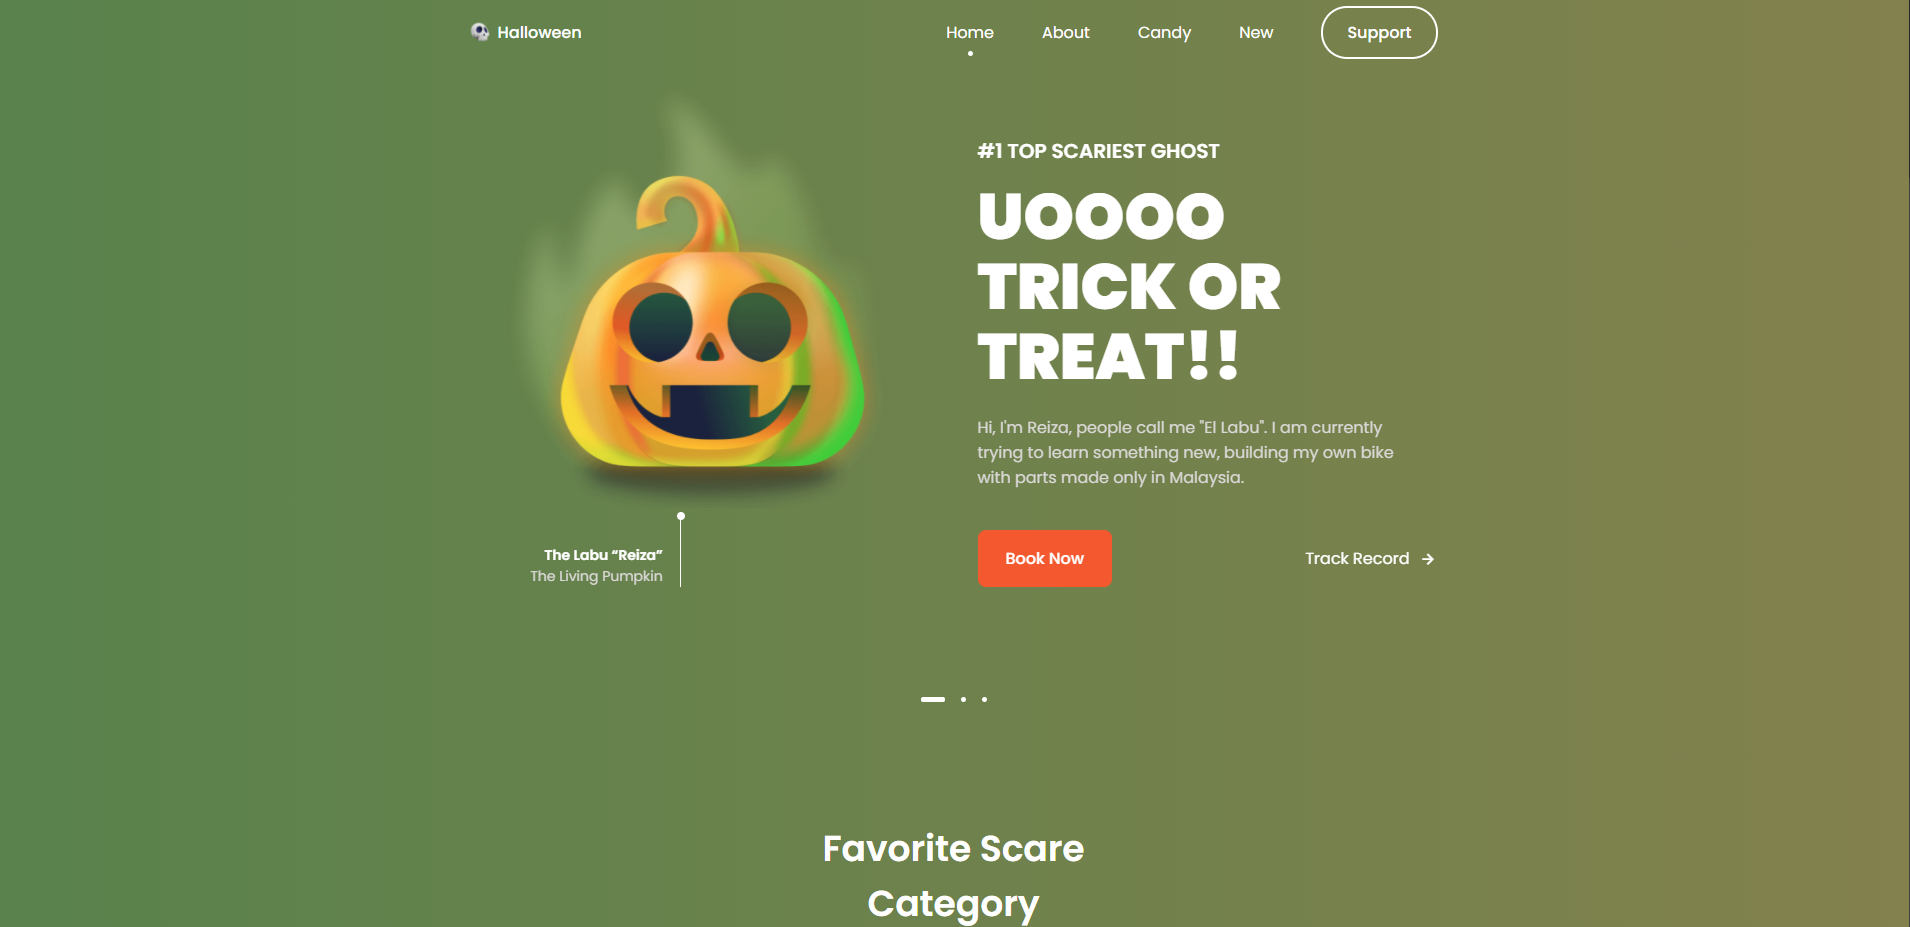 Halloween
Home
About
Candy
New
Support
#1 TOP SCARIEST GHOST
UOOOO
TRICK OR
TREAT!!
Hi, I'm Reiza, people call me "El Labu". I am currently
trying to learn something new, building my own bike
with parts made only in Malaysia.
The Labu “Reiza”
The Living Pumpkin
Book Now
Track Record
Favorite Scare
Category